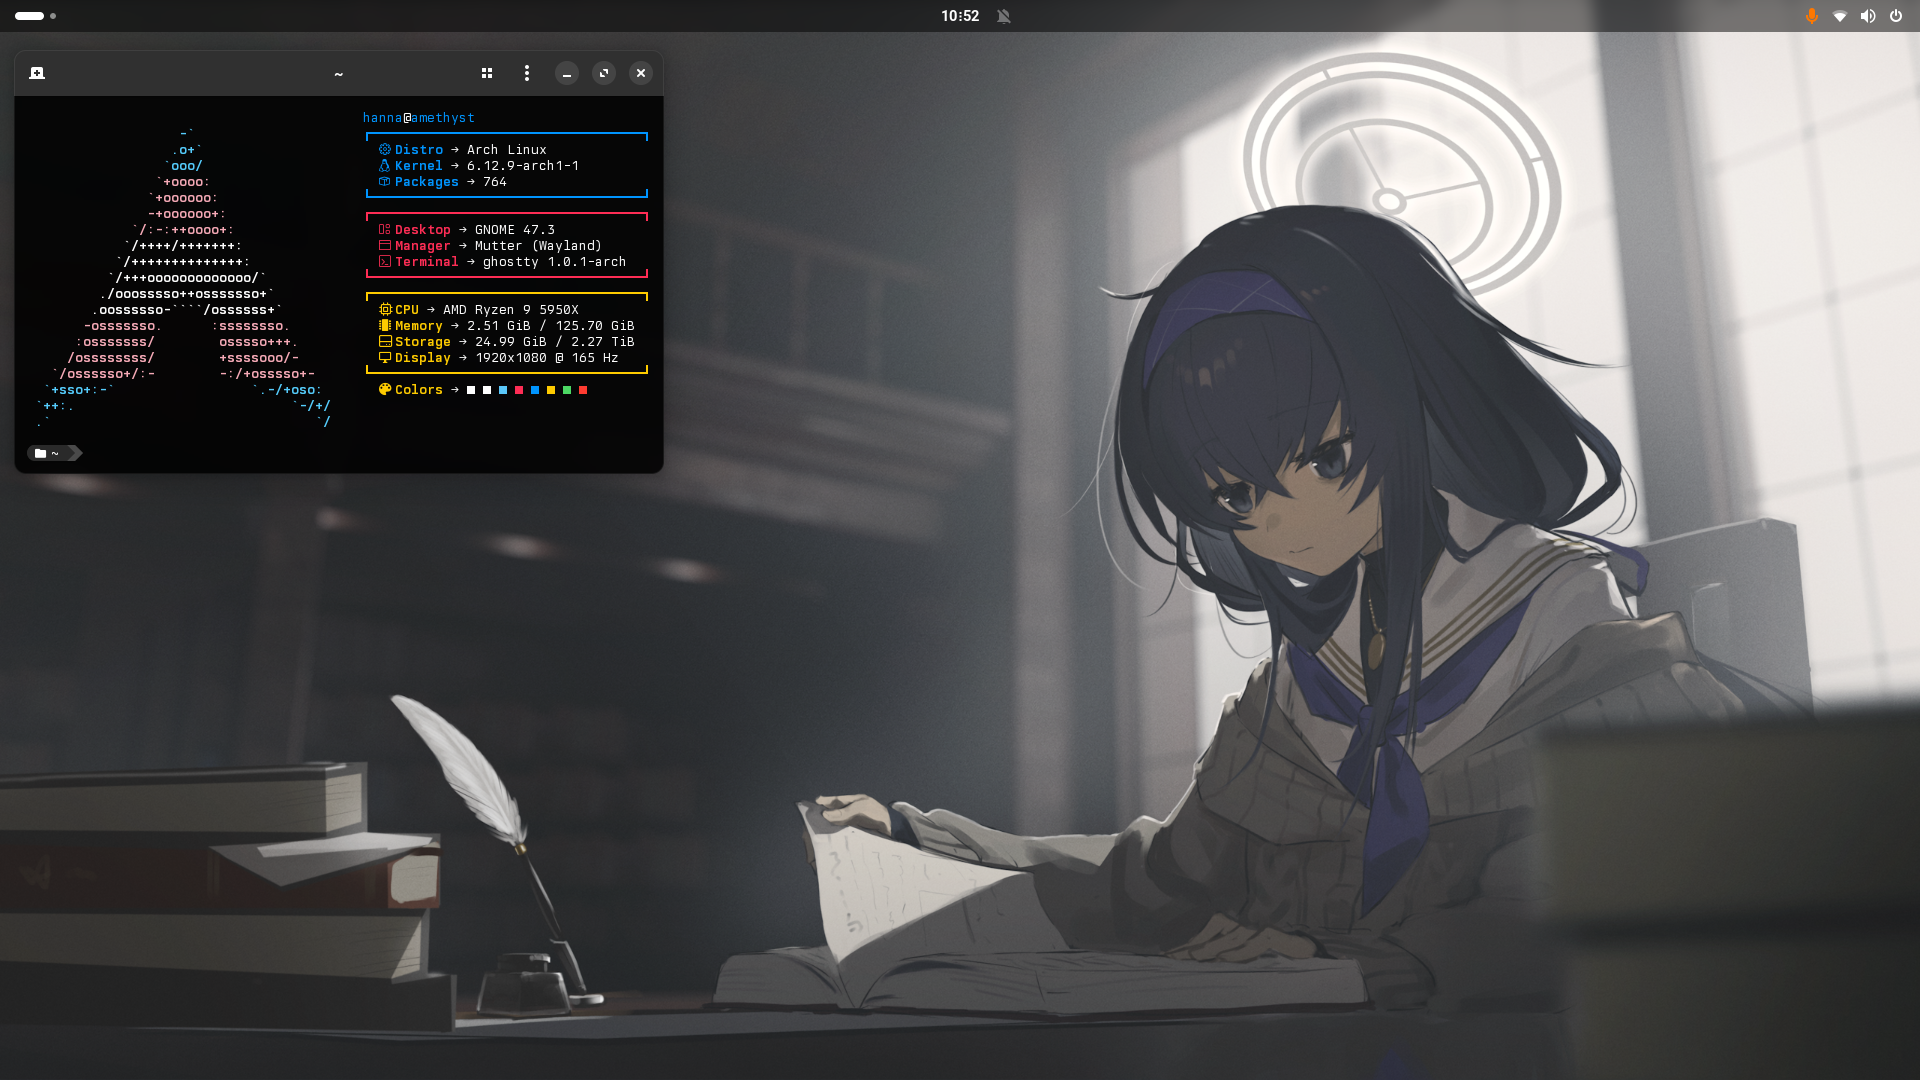 10:52
~
hanna@amethyst
Distro → Arch Linux
Kernel → 6.12.9-arch1-1
Packages → 764
Desktop → GNOME 47.3
Manager → Mutter (Wayland)
Terminal → ghostty 1.0.1-arch
CPU → AMD Ryzen 9 5950X
Memory → 2.51 GiB / 125.70 GiB
Storage → 24.99 GiB / 2.27 TiB
Display → 1920x1080 @ 165 Hz
Colors →
-`
.o+`
`ooo/
`+oooo:
`+oooooo:
-+oooooo+:
`/:-:++oooo+:
`/++++/+++++++:
`/++++++++++++++:
`/+++ooooooooooooo/`
./ooosssso++osssssso+`
.oossssso-````/ossssss+`
-osssssso.      :ssssssso.
:osssssss/        osssso+++.
/ossssssss/        +ssssooo/-
`/ossssso+/:-        -:/+osssso+-
`+sso+:-`                 `.-/+oso:
`++:.                           `-/+/
.`                                 `/
~